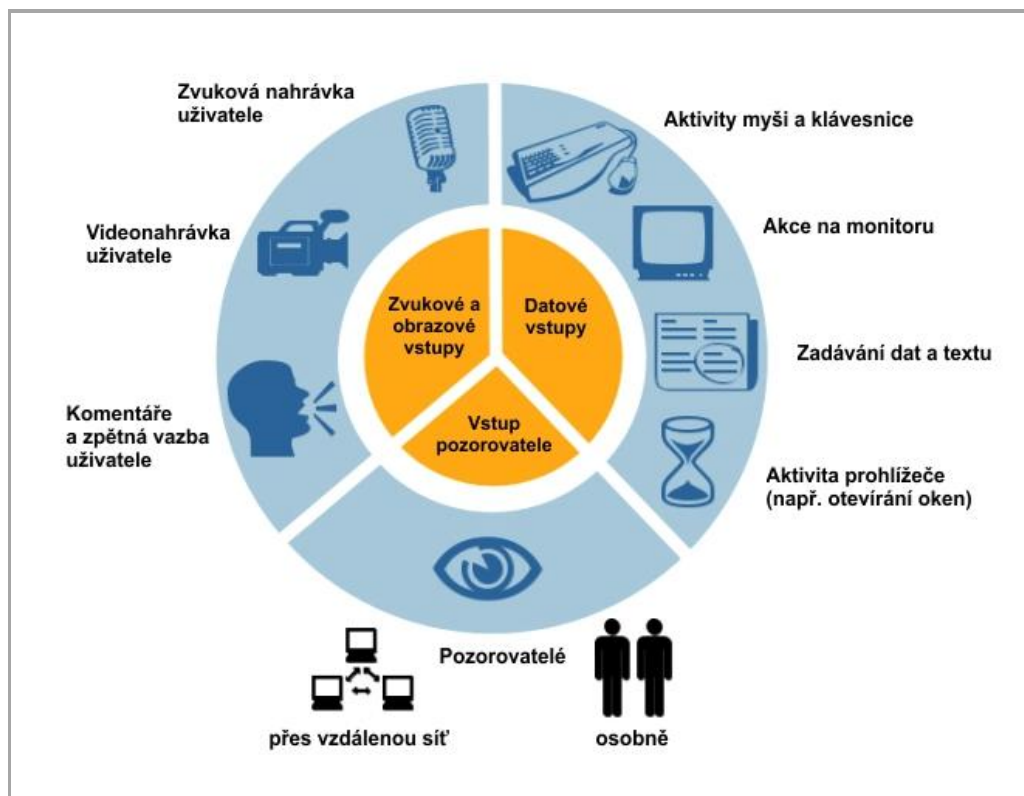 Zvuková nahrávka
uživatele
Aktivity myši a klávesnice
Videonahrávka
uživatele
Akce na monitoru
Zvukové a
obrazové
vstupy
Datové
vstupy
Zadávání dat a textu
Komentáře
a zpětná vazba
uživatele
Vstup
pozorovatele
Aktivita prohlížeče
(např. otevírání oken)
Pozorovatelé
přes vzdálenou síť
osobně